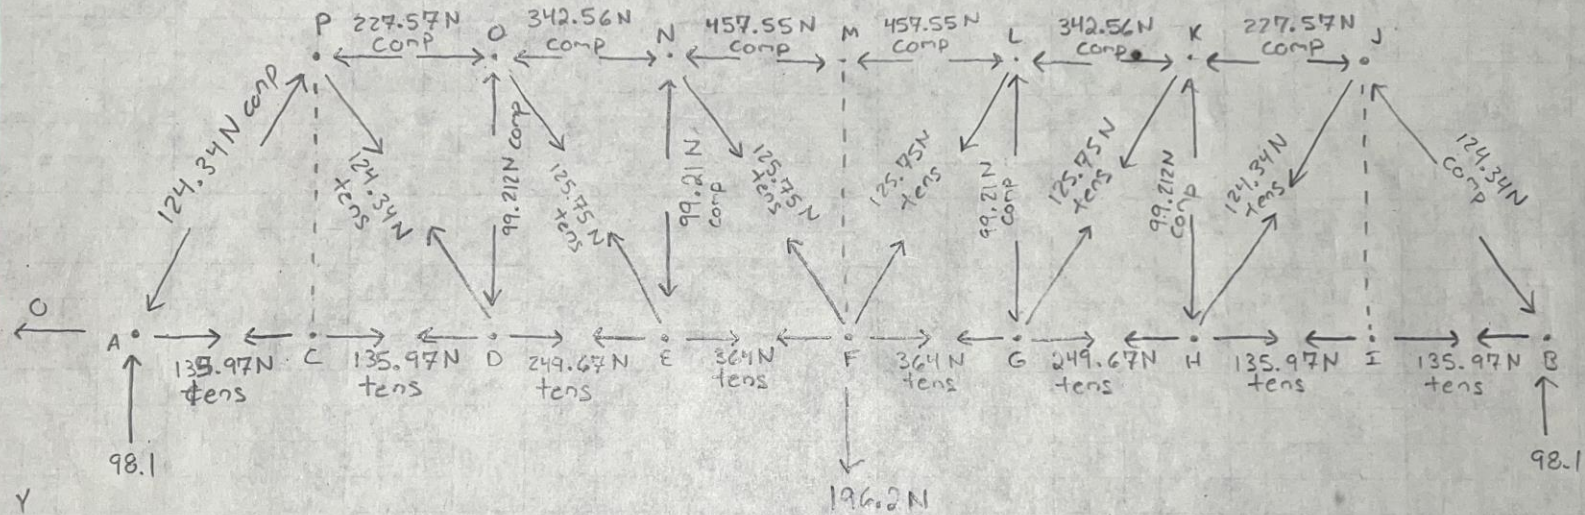 P 227.57N O 342.56N N 457.55N M 457.55N L 342.56N K 227.57N J
comp comp comp comp comp comp
124.34N comp
124.34N
tens
99.212N comp
125.75N
tens
99.21N
comp
125.75N
tens
125.75N
tens
99.21N
comp
125.75N
tens
99.212N
comp
124.34N
tens
124.34N
comp
O
A C D E F G H I B
135.97N 135.97N 249.67N 364N 364N 249.67N 135.97N 135.97N
tens tens tens tens tens tens tens tens
98.1 98.1
Y 196.2N